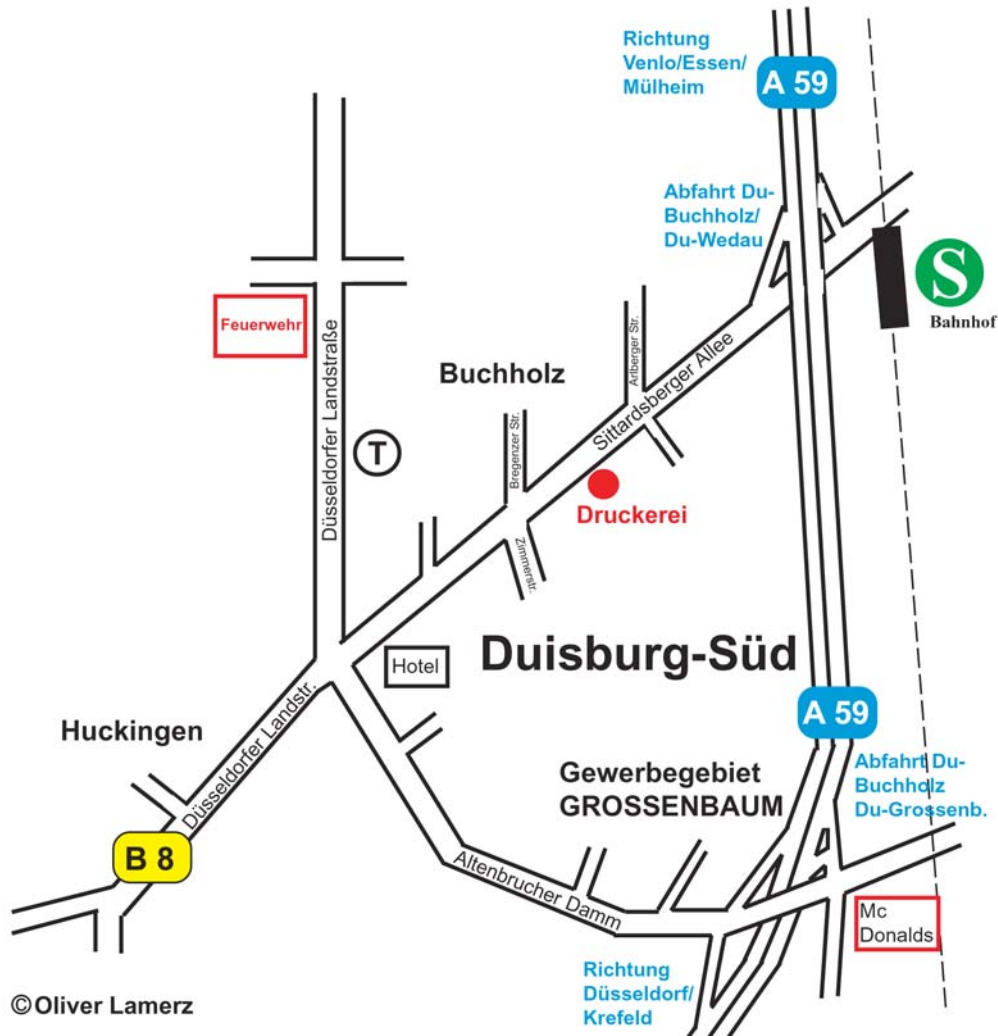 Richtung
Venlo/Essen/
Mülheim
A 59
Abfahrt Du-
Buchholz/
Du-Wedau
S
Bahnhof
Feuerwehr
Düsseldorfer Landstraße
Buchholz
Arlberger Str.
Sittardsberger Allee
T
Bregenzer Str.
Druckerei
Zimmerstr.
Hotel
Duisburg-Süd
A 59
Huckingen
Düsseldorfer Landstr.
Abfahrt Du-
Buchholz
Du-Grossenb.
Gewerbegebiet
GROSSENBAUM
B 8
Altenbrucher Damm
Mc
Donalds
Richtung
Düsseldorf/
Krefeld
©Oliver Lamerz